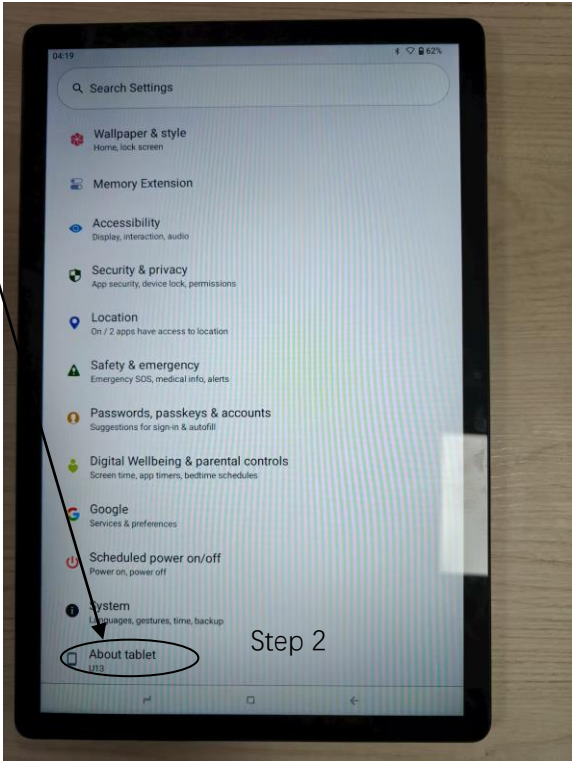 04:19
62%
Search Settings
Wallpaper & style
Home, lock screen
Memory Extension
Accessibility
Display, interaction, audio
Security & privacy
App security, device lock, permissions
Location
On / 2 apps have access to location
Safety & emergency
Emergency SOS, medical info, alerts
Passwords, passkeys & accounts
Suggestions for sign-in & autofill
Digital Wellbeing & parental controls
Screen time, app timers, bedtime schedules
Google
Services & preferences
Scheduled power on/off
Power on, power off
System
Languages, gestures, time, backup
Step 2
About tablet
U13